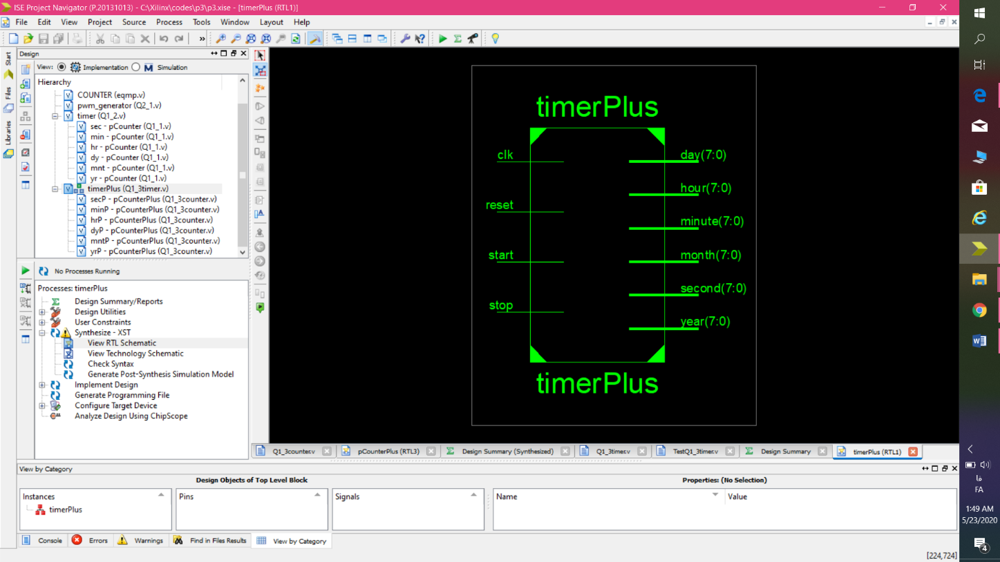 ISE Project Navigator (P.20131013) - C:\Xilinx\codes\p3\p3.xise - [timerPlus (RTL1)]
File Edit View Project Source Process Tools Window Layout Help
Start
Files
Libraries
Design
View: Implementation Simulation
Hierarchy
COUNTER (eqmp.v)
pwm_generator (Q2_1.v)
timer (Q1_2.v)
sec - pCounter (Q1_1.v)
min - pCounter (Q1_1.v)
hr - pCounter (Q1_1.v)
dy - pCounter (Q1_1.v)
mnt - pCounter (Q1_1.v)
yr - pCounter (Q1_1.v)
timerPlus (Q1_3timer.v)
secP - pCounterPlus (Q1_3counter.v)
minP - pCounterPlus (Q1_3counter.v)
hrP - pCounterPlus (Q1_3counter.v)
dyP - pCounterPlus (Q1_3counter.v)
mntP - pCounterPlus (Q1_3counter.v)
yrP - pCounterPlus (Q1_3counter.v)
No Processes Running
Processes: timerPlus
Design Summary/Reports
Design Utilities
User Constraints
Synthesize - XST
View RTL Schematic
View Technology Schematic
Check Syntax
Generate Post-Synthesis Simulation Model
Implement Design
Generate Programming File
Configure Target Device
Analyze Design Using ChipScope
timerPlus
clk
reset
start
stop
day(7:0)
hour(7:0)
minute(7:0)
month(7:0)
second(7:0)
year(7:0)
timerPlus
Q1_3counter.v pCounterPlus (RTL3) Design Summary (Synthesized) Q1_3timer.v TestQ1_3timer.v Design Summary timerPlus (RTL1)
View by Category
Design Objects of Top Level Block Properties: (No Selection)
Instances Pins Signals Name Value
timerPlus
Console Errors Warnings Find in Files Results View by Category
[224,724]
فا
FA
1:49 AM
5/23/2020
4